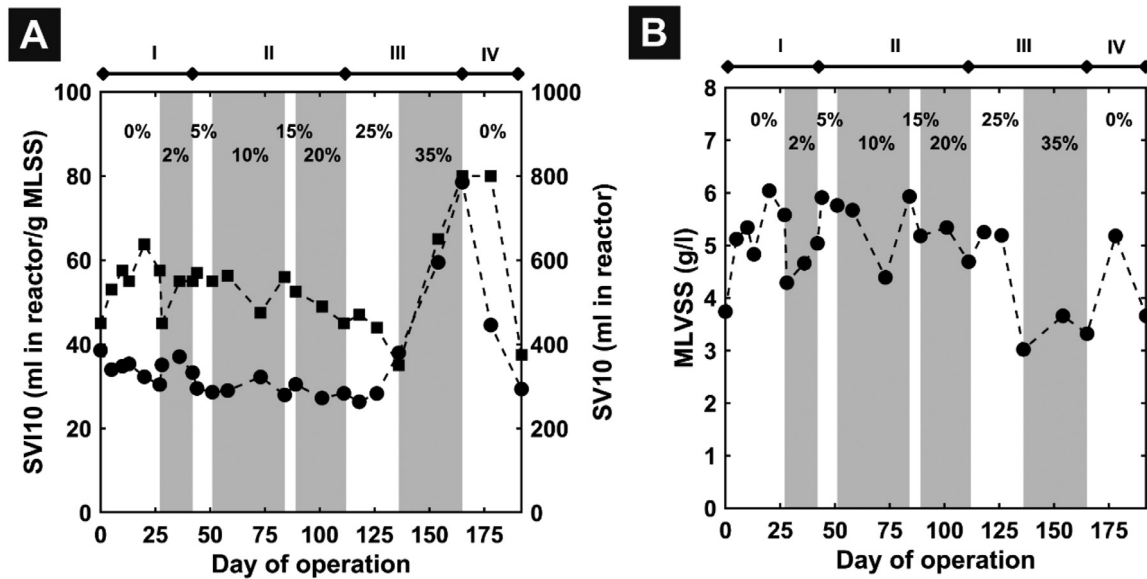 A
I II III IV
100 1000
0% 5% 15% 25% 0%
2% 10% 20% 35%
80 800
60 600
40 400
20 200
0 0
0 25 50 75 100 125 150 175
SVI10 (ml in reactor/g MLSS)
SV10 (ml in reactor)
Day of operation
B
I II III IV
8
0% 5% 15% 25% 0%
2% 10% 20% 35%
7
6
5
4
3
2
1
0
0 25 50 75 100 125 150 175
MLVSS (g/l)
Day of operation